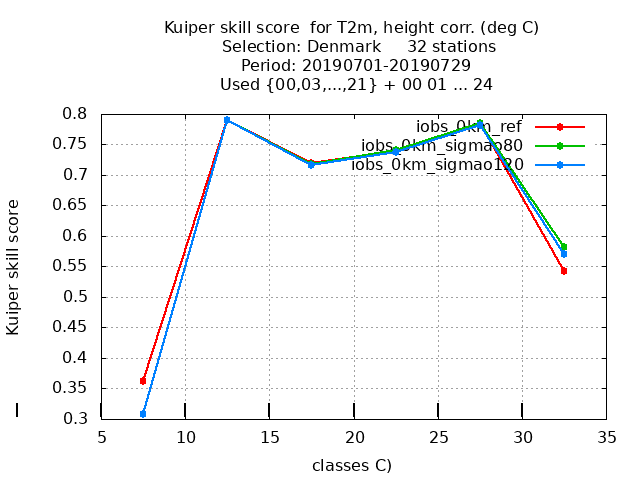 Kuiper skill score  for T2m, height corr. (deg C)
Selection: Denmark     32 stations
Period: 20190701-20190729
Used {00,03,...,21} + 00 01 ... 24
iobs_0km_ref
iobs_0km_sigmao80
iobs_0km_sigmao120
Kuiper skill score
0.8
0.75
0.7
0.65
0.6
0.55
0.5
0.45
0.4
0.35
0.3
5 10 15 20 25 30 35
classes C)